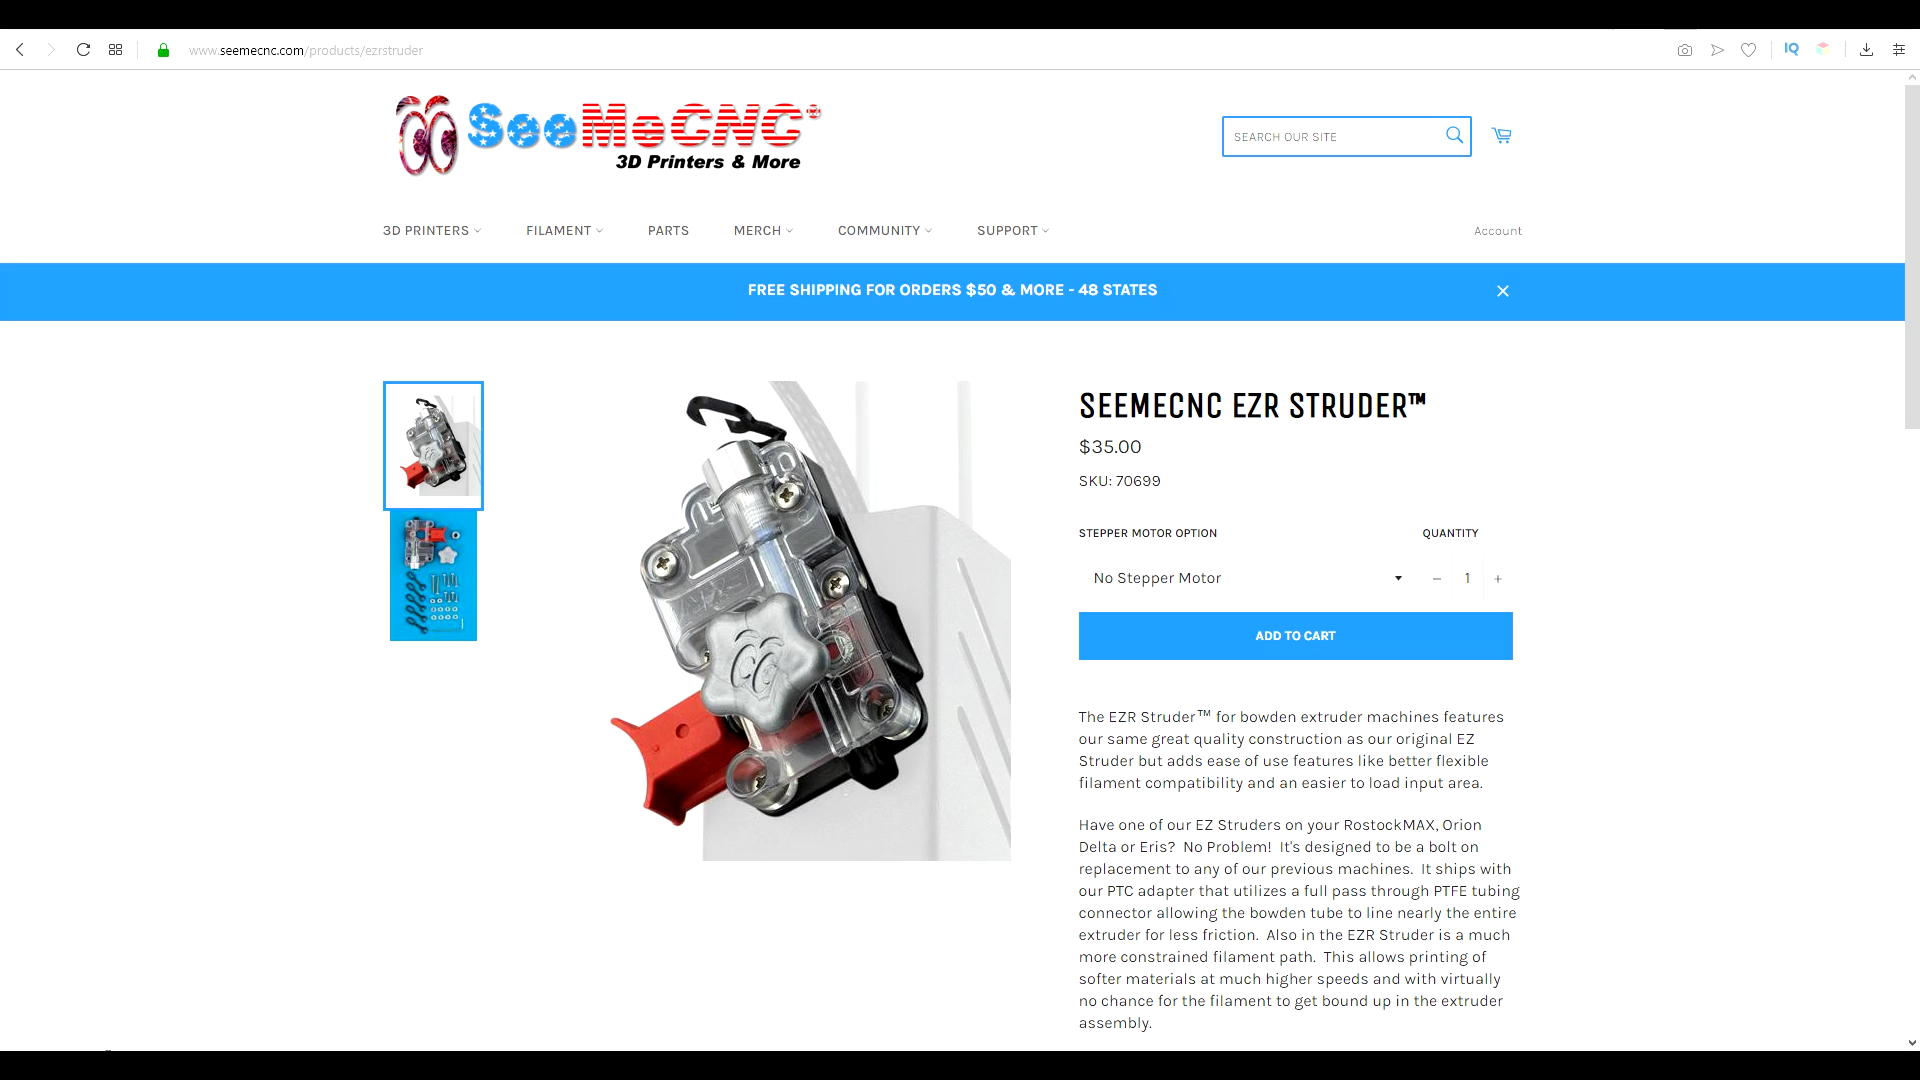 www.seemecnc.com/products/ezrstruder
IQ
SeeMeCNC
3D Printers & More
SEARCH OUR SITE
3D PRINTERS
FILAMENT
PARTS
MERCH
COMMUNITY
SUPPORT
Account
FREE SHIPPING FOR ORDERS $50 & MORE - 48 STATES
SEEMECNC EZR STRUDER™
$35.00
SKU: 70699
STEPPER MOTOR OPTION
QUANTITY
No Stepper Motor
− 1 +
ADD TO CART
The EZR Struder™ for bowden extruder machines features
our same great quality construction as our original EZ
Struder but adds ease of use features like better flexible
filament compatibility and an easier to load input area.
Have one of our EZ Struders on your RostockMAX, Orion
Delta or Eris?  No Problem!  It's designed to be a bolt on
replacement to any of our previous machines.  It ships with
our PTC adapter that utilizes a full pass through PTFE tubing
connector allowing the bowden tube to line nearly the entire
extruder for less friction.  Also in the EZR Struder is a much
more constrained filament path.  This allows printing of
softer materials at much higher speeds and with virtually
no chance for the filament to get bound up in the extruder
assembly.